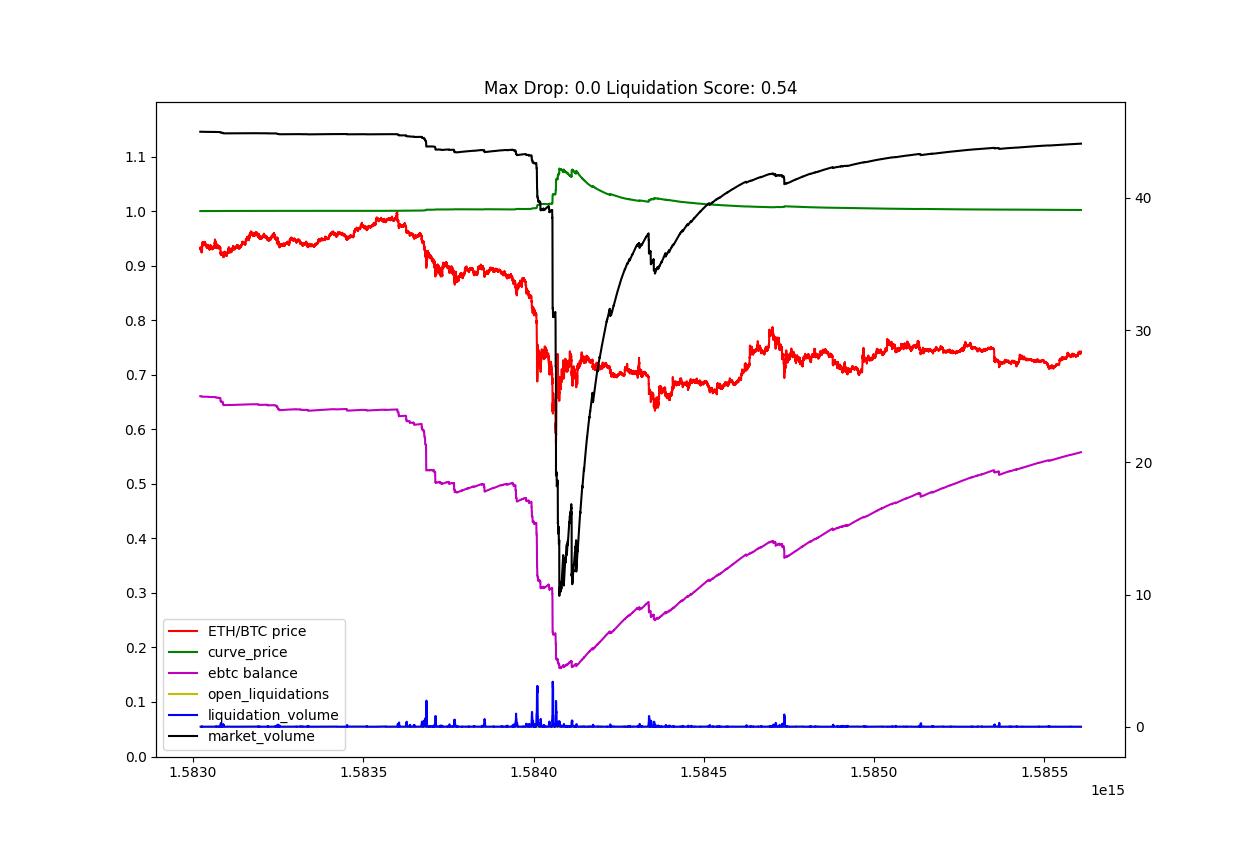 Max Drop: 0.0 Liquidation Score: 0.54
1.1
1.0
0.9
0.8
0.7
0.6
0.5
0.4
0.3
0.2
0.1
0.0
40
30
20
10
0
ETH/BTC price
curve_price
ebtc balance
open_liquidations
liquidation_volume
market_volume
1.5830 1.5835 1.5840 1.5845 1.5850 1.5855
1e15